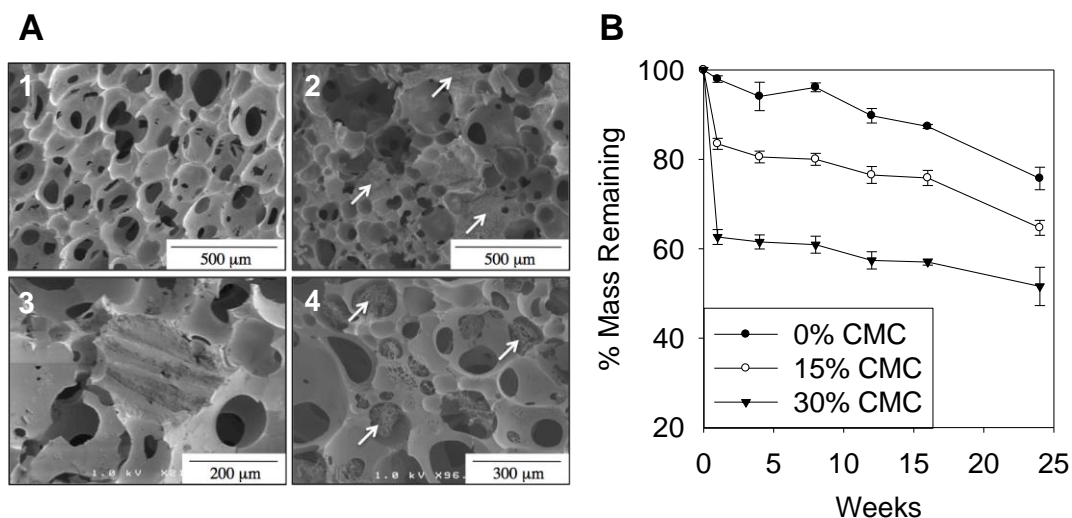 A
1
2
500 µm
500 µm
3
4
1.0 kV
200 µm
1.0 kV X96.
300 µm
B
100
80
60
40
20
% Mass Remaining
0% CMC
15% CMC
30% CMC
0 5 10 15 20 25
Weeks